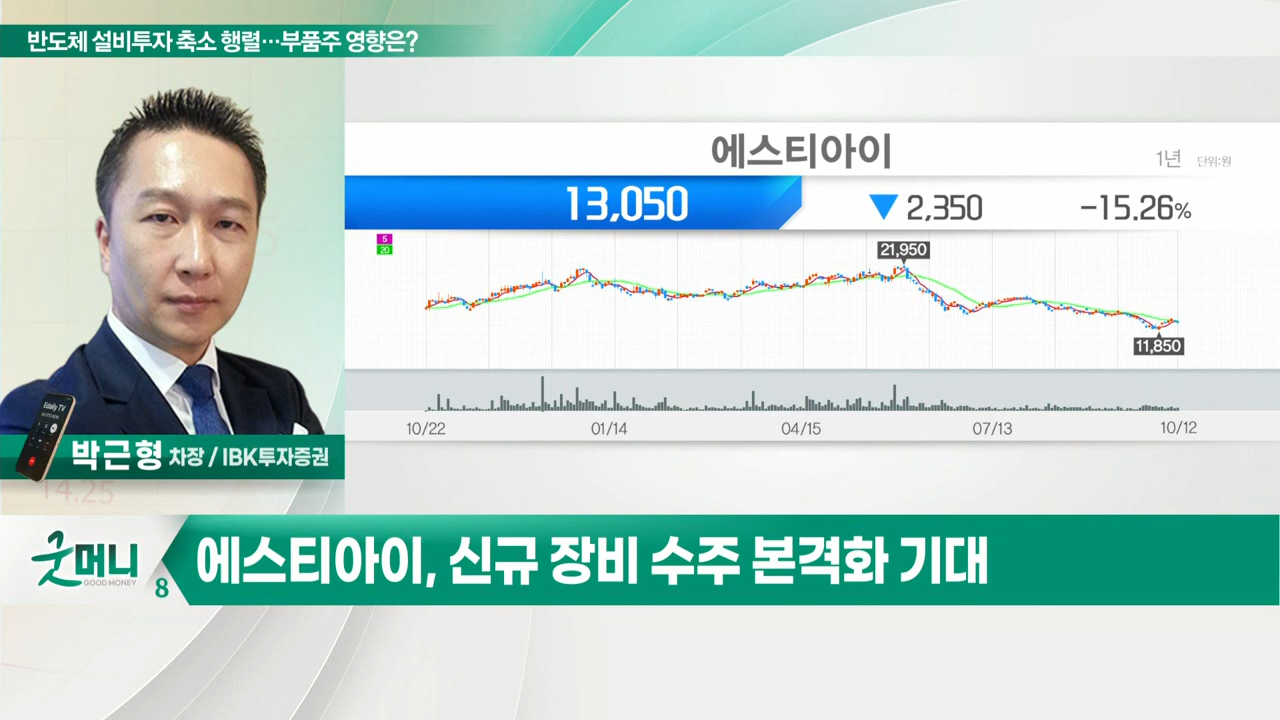 반도체 설비투자 축소 행렬…부품주 영향은?
에스티아이
1년 단위:원
13,050 ▼ 2,350 -15.26%
5
20
21,950
11,850
10/22 01/14 04/15 07/13 10/12
Edaily TV
박근형 차장 / IBK투자증권
14.25
굿머니
GOOD MONEY
8
에스티아이, 신규 장비 수주 본격화 기대